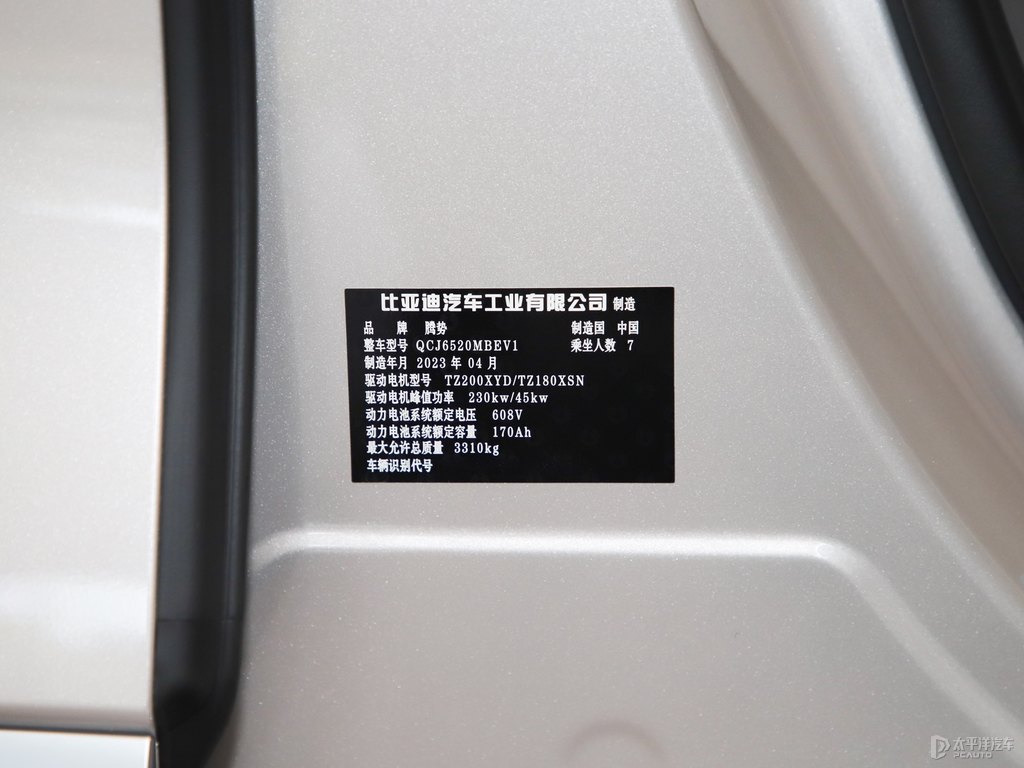 比亚迪汽车工业有限公司 制造
品 牌 腾势 制造国 中国
整车型号 QCJ6520MBEV1 乘坐人数 7
制造年月 2023 年 04 月
驱动电机型号 TZ200XYD/TZ180XSN
驱动电机峰值功率 230kw/45kw
动力电池系统额定电压 608V
动力电池系统额定容量 170Ah
最大允许总质量 3310kg
车辆识别代号
太平洋汽车
PCAUTO